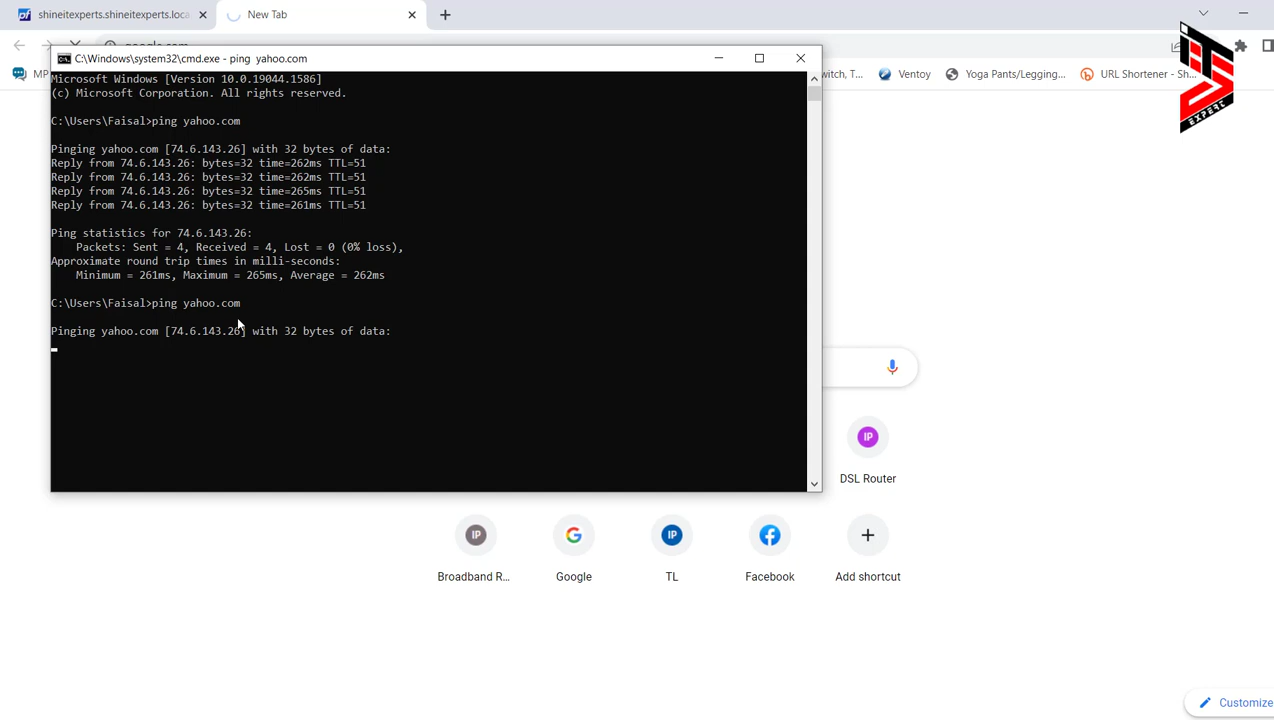 shineitexperts.shineitexperts.loca
New Tab
C:\Windows\system32\cmd.exe - ping  yahoo.com
Microsoft Windows [Version 10.0.19044.1586]
(c) Microsoft Corporation. All rights reserved.
C:\Users\Faisal>ping yahoo.com
Pinging yahoo.com [74.6.143.26] with 32 bytes of data:
Reply from 74.6.143.26: bytes=32 time=262ms TTL=51
Reply from 74.6.143.26: bytes=32 time=262ms TTL=51
Reply from 74.6.143.26: bytes=32 time=265ms TTL=51
Reply from 74.6.143.26: bytes=32 time=261ms TTL=51
Ping statistics for 74.6.143.26:
Packets: Sent = 4, Received = 4, Lost = 0 (0% loss),
Approximate round trip times in milli-seconds:
Minimum = 261ms, Maximum = 265ms, Average = 262ms
C:\Users\Faisal>ping yahoo.com
Pinging yahoo.com [74.6.143.26] with 32 bytes of data:
MP
witch, T...
Ventoy
Yoga Pants/Legging...
URL Shortener - Sh...
ITS
EXPERT
IP
DSL Router
IP
Broadband R...
Google
IP
TL
Facebook
Add shortcut
Customize